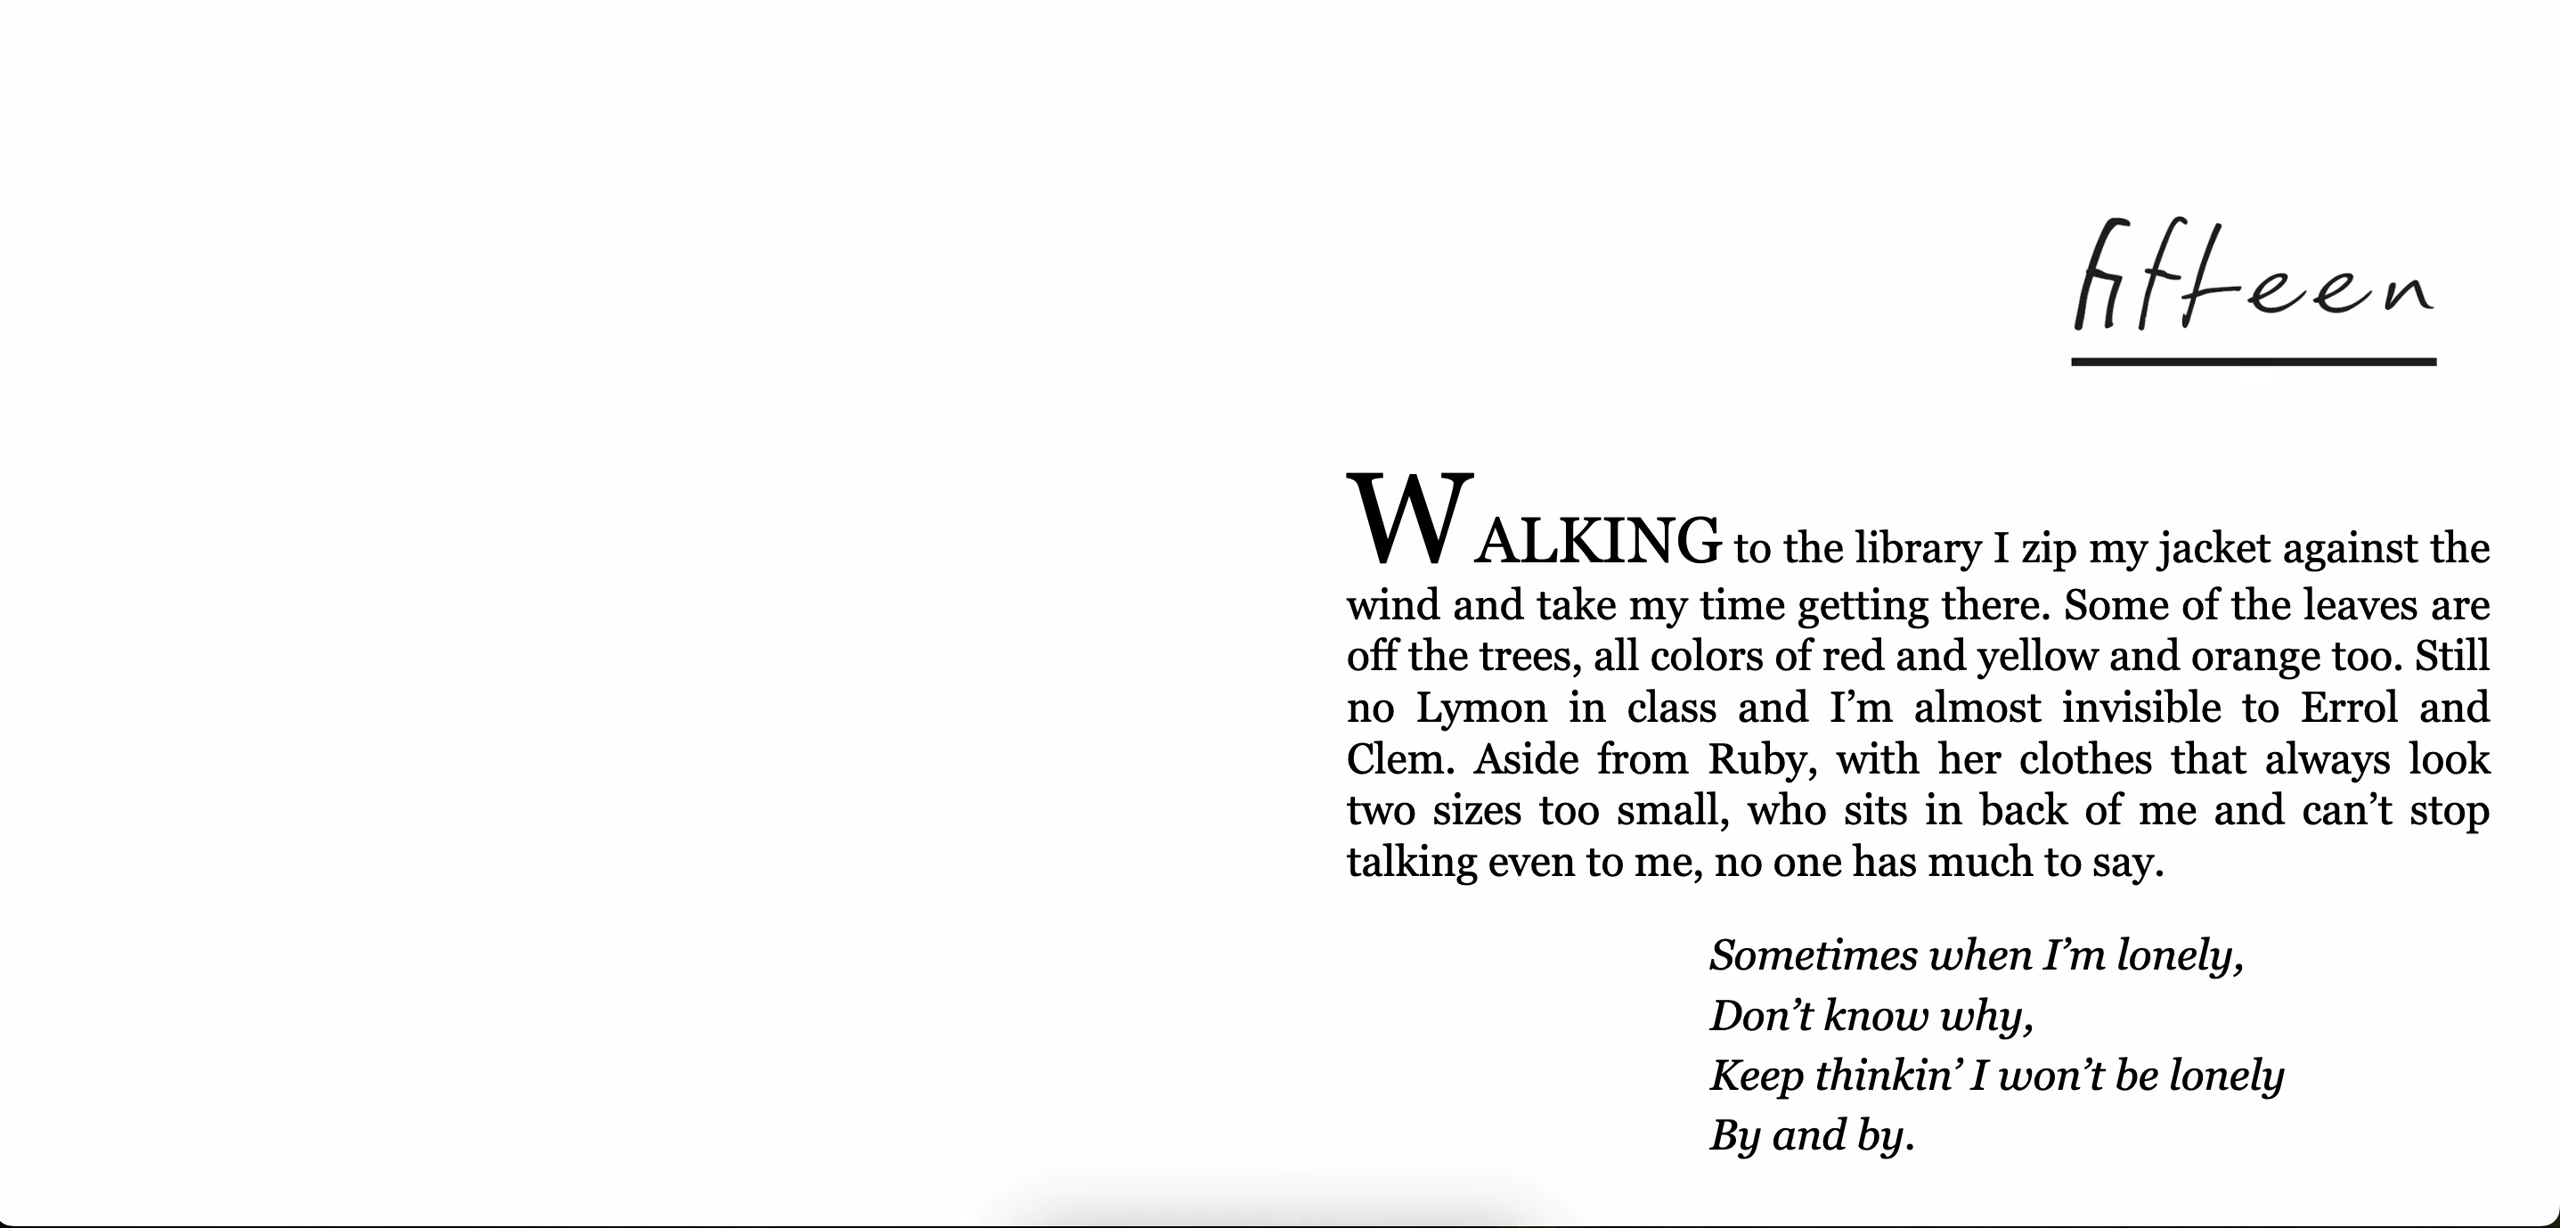 fifteen
WALKING to the library I zip my jacket against the
wind and take my time getting there. Some of the leaves are
off the trees, all colors of red and yellow and orange too. Still
no Lymon in class and I’m almost invisible to Errol and
Clem. Aside from Ruby, with her clothes that always look
two sizes too small, who sits in back of me and can’t stop
talking even to me, no one has much to say.
Sometimes when I’m lonely,
Don’t know why,
Keep thinkin’ I won’t be lonely
By and by.